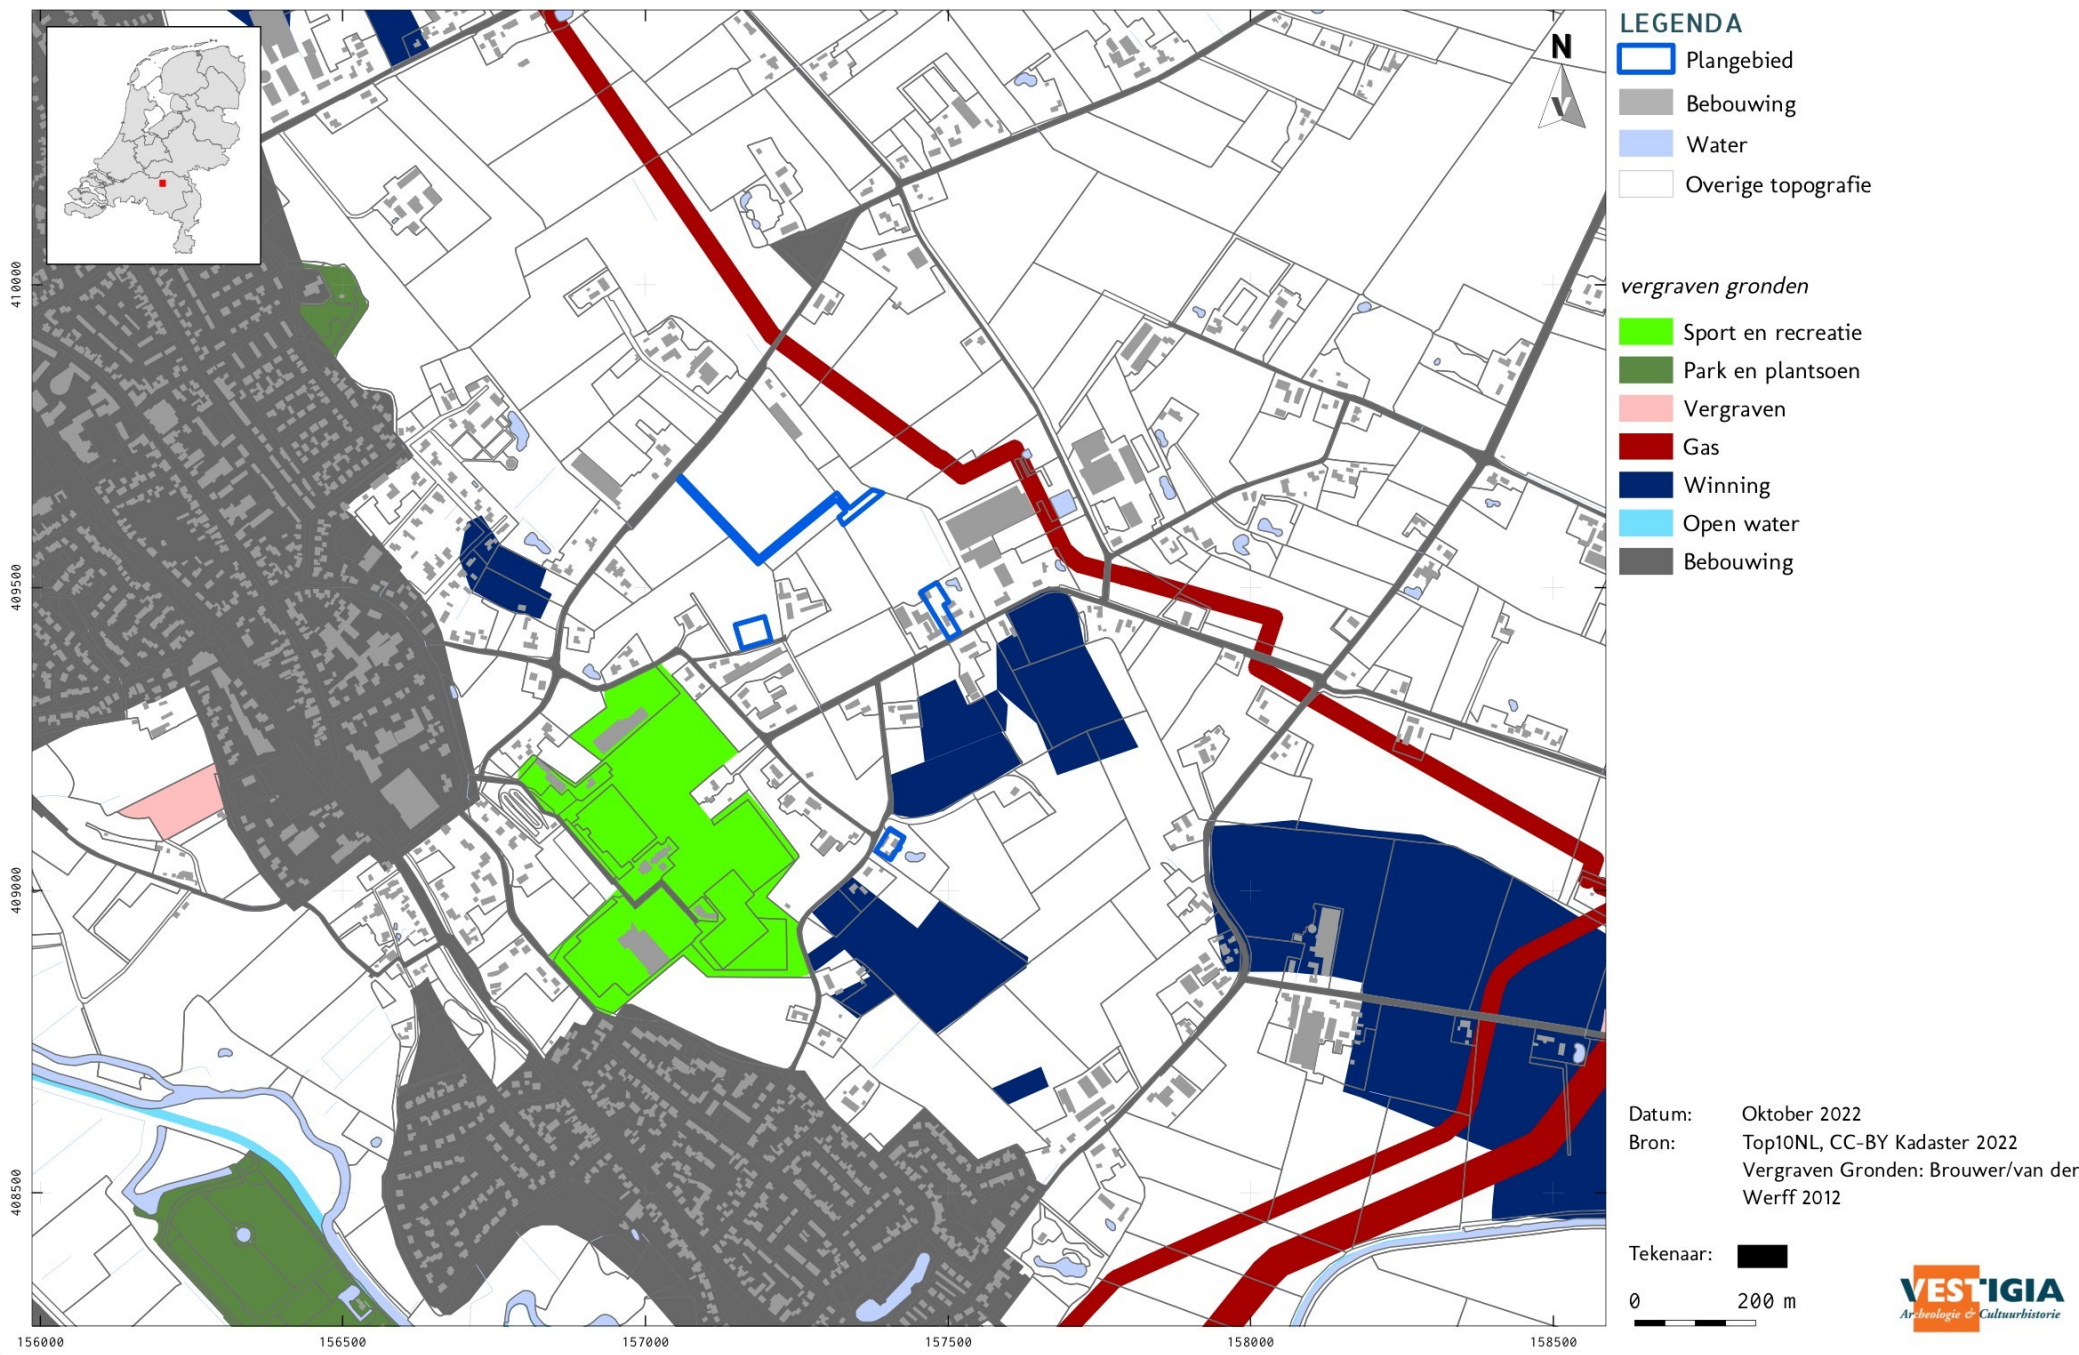 LEGENDA
Plangebied
Bebouwing
Water
Overige topografie
vergraven gronden
Sport en recreatie
Park en plantsoen
Vergraven
Gas
Winning
Open water
Bebouwing
N
410000
409500
409000
408500
156000
156500
157000
157500
158000
158500
Datum: Oktober 2022
Bron: Top10NL, CC-BY Kadaster 2022
Vergraven Gronden: Brouwer/van der
Werff 2012
Tekenaar:
0 200 m
VESTIGIA
Archeologie & Cultuurhistorie